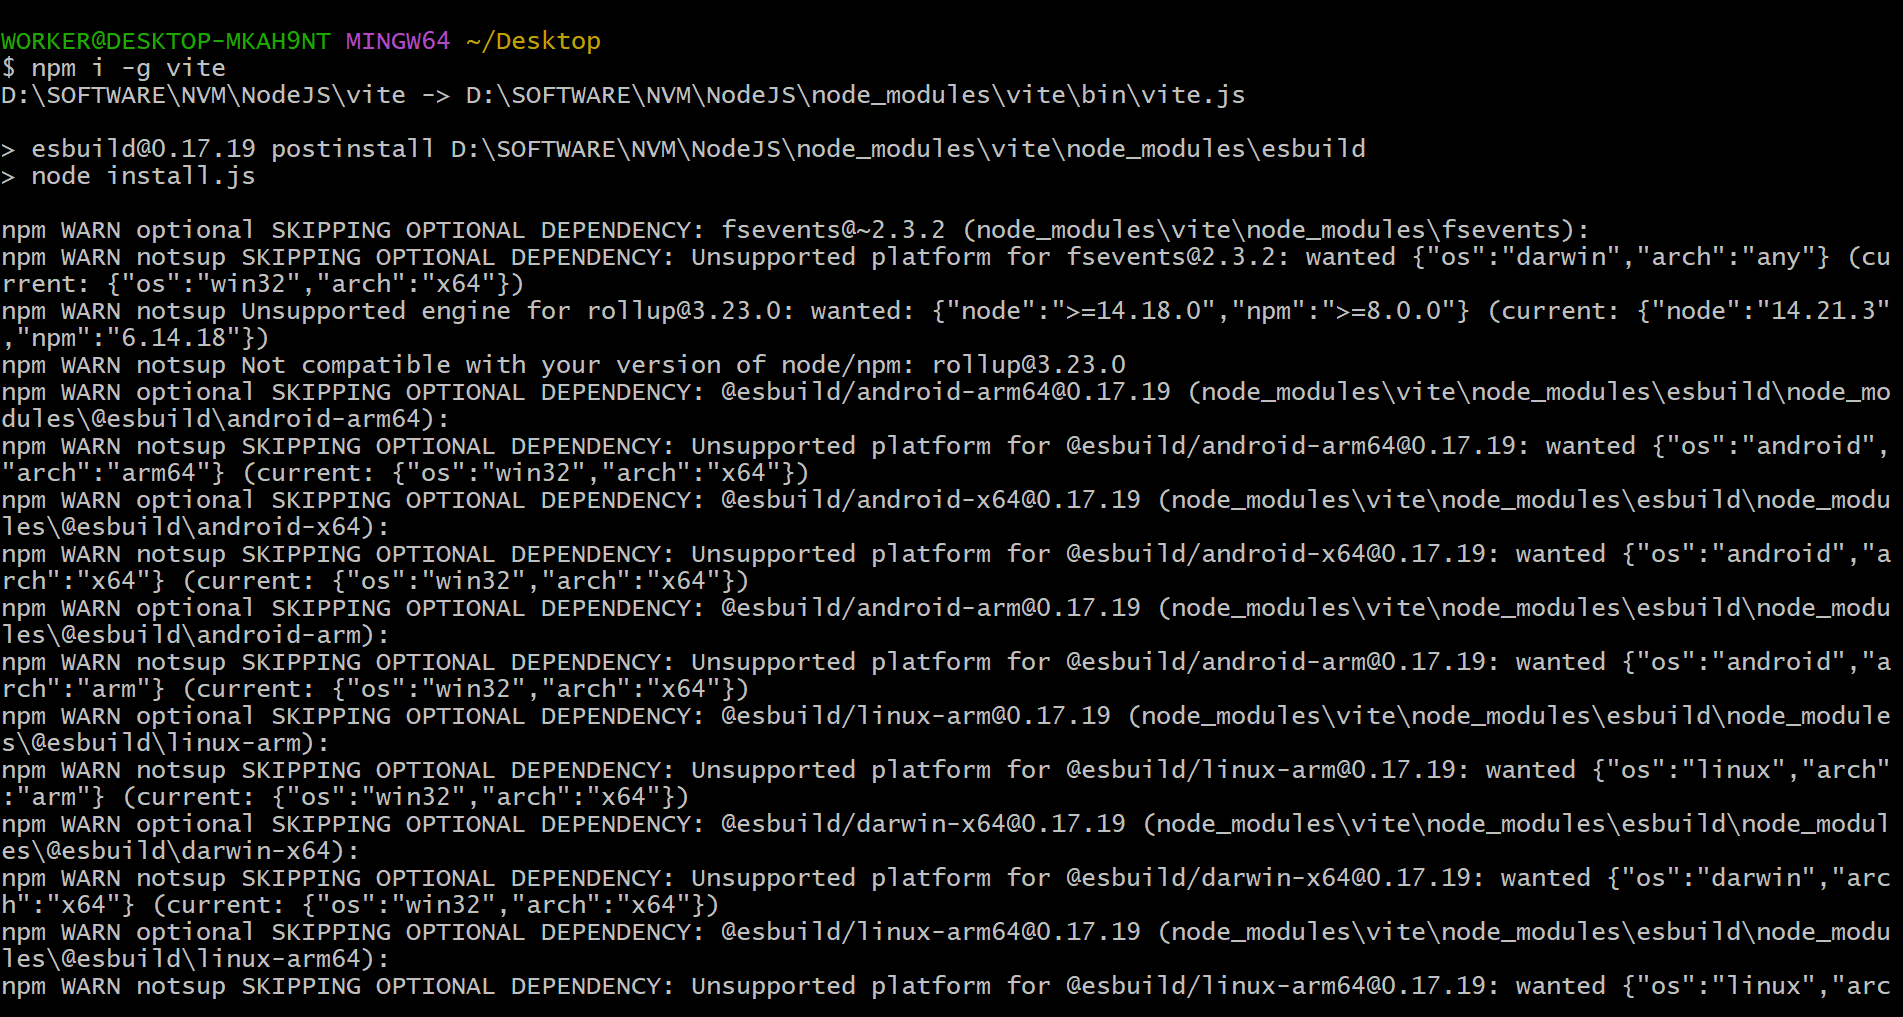 WORKER@DESKTOP-MKAH9NT MINGW64 ~/Desktop
$ npm i -g vite
D:\SOFTWARE\NVM\NodeJS\vite -> D:\SOFTWARE\NVM\NodeJS\node_modules\vite\bin\vite.js
> esbuild@0.17.19 postinstall D:\SOFTWARE\NVM\NodeJS\node_modules\vite\node_modules\esbuild
> node install.js
npm WARN optional SKIPPING OPTIONAL DEPENDENCY: fsevents@~2.3.2 (node_modules\vite\node_modules\fsevents):
npm WARN notsup SKIPPING OPTIONAL DEPENDENCY: Unsupported platform for fsevents@2.3.2: wanted {"os":"darwin","arch":"any"} (cu
rrent: {"os":"win32","arch":"x64"})
npm WARN notsup Unsupported engine for rollup@3.23.0: wanted: {"node":">=14.18.0","npm":">=8.0.0"} (current: {"node":"14.21.3"
,"npm":"6.14.18"})
npm WARN notsup Not compatible with your version of node/npm: rollup@3.23.0
npm WARN optional SKIPPING OPTIONAL DEPENDENCY: @esbuild/android-arm64@0.17.19 (node_modules\vite\node_modules\esbuild\node_mo
dules\@esbuild\android-arm64):
npm WARN notsup SKIPPING OPTIONAL DEPENDENCY: Unsupported platform for @esbuild/android-arm64@0.17.19: wanted {"os":"android",
"arch":"arm64"} (current: {"os":"win32","arch":"x64"})
npm WARN optional SKIPPING OPTIONAL DEPENDENCY: @esbuild/android-x64@0.17.19 (node_modules\vite\node_modules\esbuild\node_modu
les\@esbuild\android-x64):
npm WARN notsup SKIPPING OPTIONAL DEPENDENCY: Unsupported platform for @esbuild/android-x64@0.17.19: wanted {"os":"android","a
rch":"x64"} (current: {"os":"win32","arch":"x64"})
npm WARN optional SKIPPING OPTIONAL DEPENDENCY: @esbuild/android-arm@0.17.19 (node_modules\vite\node_modules\esbuild\node_modu
les\@esbuild\android-arm):
npm WARN notsup SKIPPING OPTIONAL DEPENDENCY: Unsupported platform for @esbuild/android-arm@0.17.19: wanted {"os":"android","a
rch":"arm"} (current: {"os":"win32","arch":"x64"})
npm WARN optional SKIPPING OPTIONAL DEPENDENCY: @esbuild/linux-arm@0.17.19 (node_modules\vite\node_modules\esbuild\node_module
s\@esbuild\linux-arm):
npm WARN notsup SKIPPING OPTIONAL DEPENDENCY: Unsupported platform for @esbuild/linux-arm@0.17.19: wanted {"os":"linux","arch"
:"arm"} (current: {"os":"win32","arch":"x64"})
npm WARN optional SKIPPING OPTIONAL DEPENDENCY: @esbuild/darwin-x64@0.17.19 (node_modules\vite\node_modules\esbuild\node_modul
es\@esbuild\darwin-x64):
npm WARN notsup SKIPPING OPTIONAL DEPENDENCY: Unsupported platform for @esbuild/darwin-x64@0.17.19: wanted {"os":"darwin","arc
h":"x64"} (current: {"os":"win32","arch":"x64"})
npm WARN optional SKIPPING OPTIONAL DEPENDENCY: @esbuild/linux-arm64@0.17.19 (node_modules\vite\node_modules\esbuild\node_modu
les\@esbuild\linux-arm64):
npm WARN notsup SKIPPING OPTIONAL DEPENDENCY: Unsupported platform for @esbuild/linux-arm64@0.17.19: wanted {"os":"linux","arc